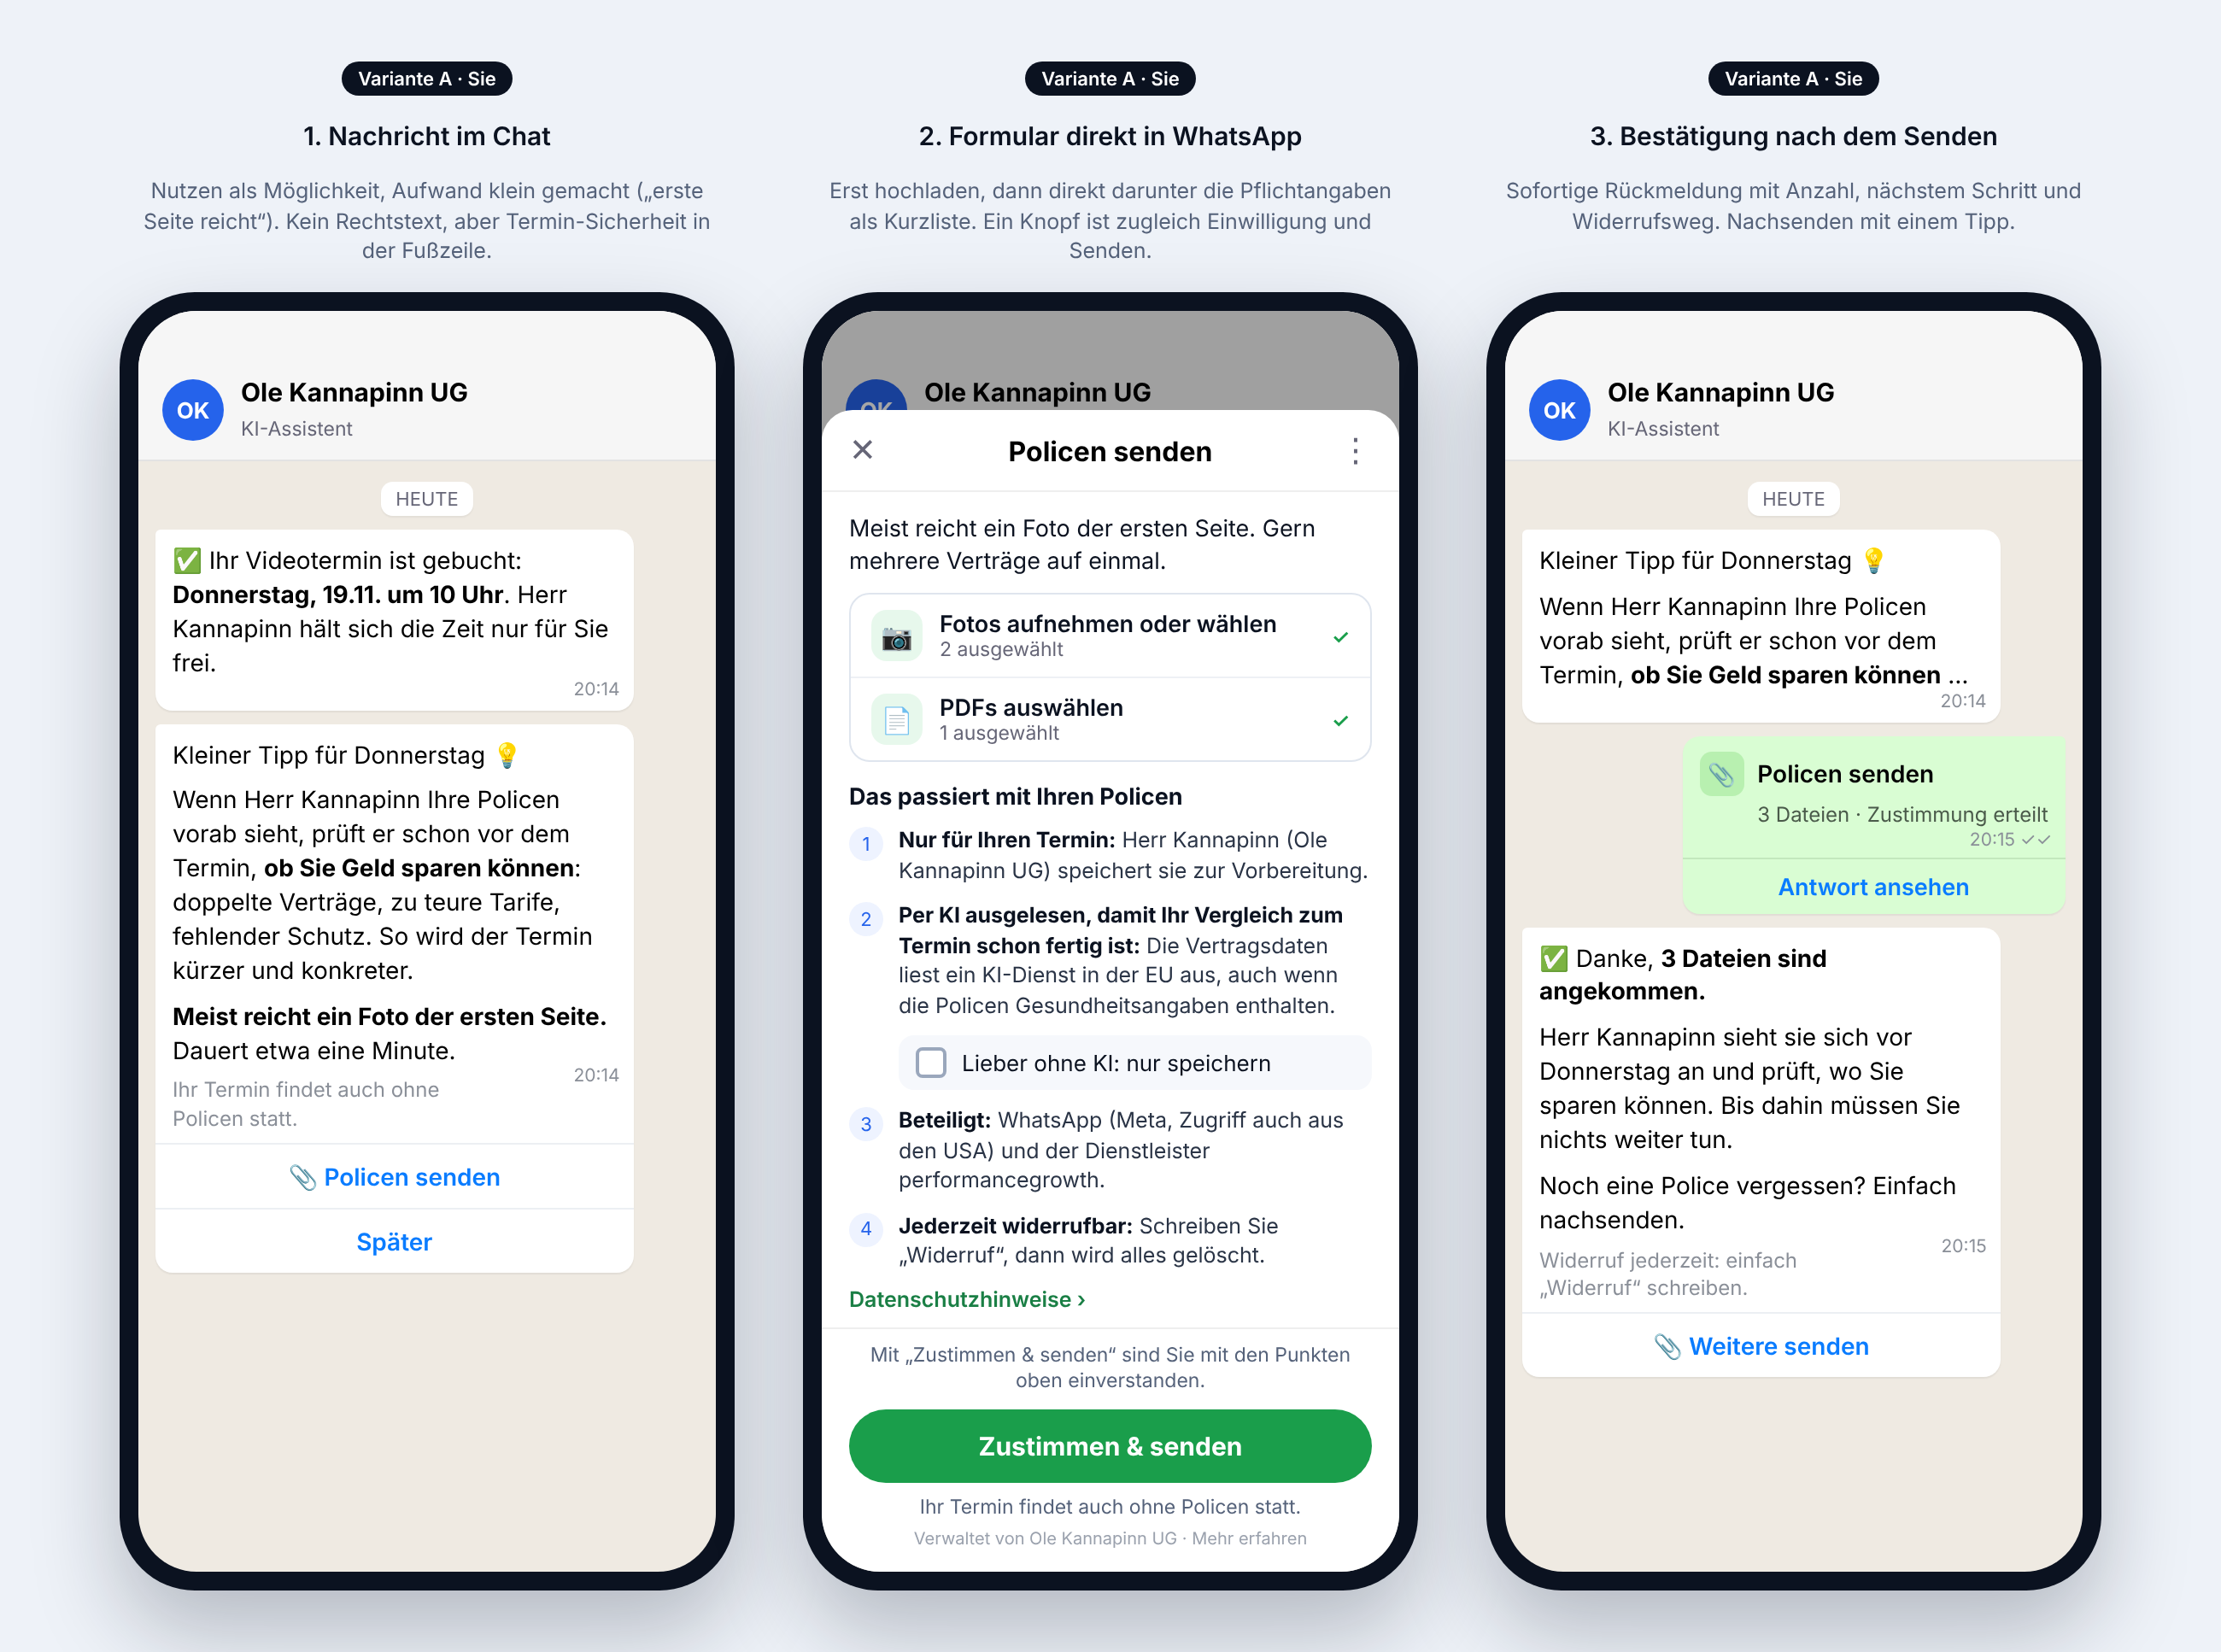 Variante A · Sie
1. Nachricht im Chat
Nutzen als Möglichkeit, Aufwand klein gemacht („erste
Seite reicht“). Kein Rechtstext, aber Termin-Sicherheit in
der Fußzeile.
OK
Ole Kannapinn UG
KI-Assistent
HEUTE
✅ Ihr Videotermin ist gebucht:
Donnerstag, 19.11. um 10 Uhr. Herr
Kannapinn hält sich die Zeit nur für Sie
frei.
20:14
Kleiner Tipp für Donnerstag 💡
Wenn Herr Kannapinn Ihre Policen
vorab sieht, prüft er schon vor dem
Termin, ob Sie Geld sparen können:
doppelte Verträge, zu teure Tarife,
fehlender Schutz. So wird der Termin
kürzer und konkreter.
Meist reicht ein Foto der ersten Seite.
Dauert etwa eine Minute.
20:14
Ihr Termin findet auch ohne
Policen statt.
📎 Policen senden
Später
Variante A · Sie
2. Formular direkt in WhatsApp
Erst hochladen, dann direkt darunter die Pflichtangaben
als Kurzliste. Ein Knopf ist zugleich Einwilligung und
Senden.
OK
Ole Kannapinn UG
✕ Policen senden ⋮
Meist reicht ein Foto der ersten Seite. Gern
mehrere Verträge auf einmal.
Fotos aufnehmen oder wählen
2 ausgewählt
PDFs auswählen
1 ausgewählt
Das passiert mit Ihren Policen
1 Nur für Ihren Termin: Herr Kannapinn (Ole
Kannapinn UG) speichert sie zur Vorbereitung.
2 Per KI ausgelesen, damit Ihr Vergleich zum
Termin schon fertig ist: Die Vertragsdaten
liest ein KI-Dienst in der EU aus, auch wenn
die Policen Gesundheitsangaben enthalten.
Lieber ohne KI: nur speichern
3 Beteiligt: WhatsApp (Meta, Zugriff auch aus
den USA) und der Dienstleister
performancegrowth.
4 Jederzeit widerrufbar: Schreiben Sie
„Widerruf“, dann wird alles gelöscht.
Datenschutzhinweise ›
Mit „Zustimmen & senden“ sind Sie mit den Punkten
oben einverstanden.
Zustimmen & senden
Ihr Termin findet auch ohne Policen statt.
Verwaltet von Ole Kannapinn UG · Mehr erfahren
Variante A · Sie
3. Bestätigung nach dem Senden
Sofortige Rückmeldung mit Anzahl, nächstem Schritt und
Widerrufsweg. Nachsenden mit einem Tipp.
OK
Ole Kannapinn UG
KI-Assistent
HEUTE
Kleiner Tipp für Donnerstag 💡
Wenn Herr Kannapinn Ihre Policen
vorab sieht, prüft er schon vor dem
Termin, ob Sie Geld sparen können ...
20:14
Policen senden
3 Dateien · Zustimmung erteilt
20:15 ✓✓
Antwort ansehen
✅ Danke, 3 Dateien sind
angekommen.
Herr Kannapinn sieht sie sich vor
Donnerstag an und prüft, wo Sie
sparen können. Bis dahin müssen Sie
nichts weiter tun.
Noch eine Police vergessen? Einfach
nachsenden.
20:15
Widerruf jederzeit: einfach
„Widerruf“ schreiben.
📎 Weitere senden